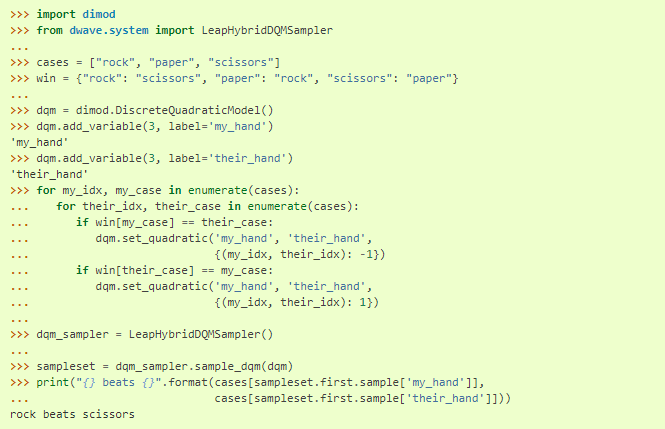 >>> import dimod
>>> from dwave.system import LeapHybridDQMSampler
...
>>> cases = ["rock", "paper", "scissors"]
>>> win = {"rock": "scissors", "paper": "rock", "scissors": "paper"}
...
>>> dqm = dimod.DiscreteQuadraticModel()
>>> dqm.add_variable(3, label='my_hand')
'my_hand'
>>> dqm.add_variable(3, label='their_hand')
'their_hand'
>>> for my_idx, my_case in enumerate(cases):
...    for their_idx, their_case in enumerate(cases):
...       if win[my_case] == their_case:
...          dqm.set_quadratic('my_hand', 'their_hand',
...                            {(my_idx, their_idx): -1})
...       if win[their_case] == my_case:
...          dqm.set_quadratic('my_hand', 'their_hand',
...                            {(my_idx, their_idx): 1})
...
>>> dqm_sampler = LeapHybridDQMSampler()
...
>>> sampleset = dqm_sampler.sample_dqm(dqm)
>>> print("{} beats {}".format(cases[sampleset.first.sample['my_hand']],
...                            cases[sampleset.first.sample['their_hand']]))
rock beats scissors